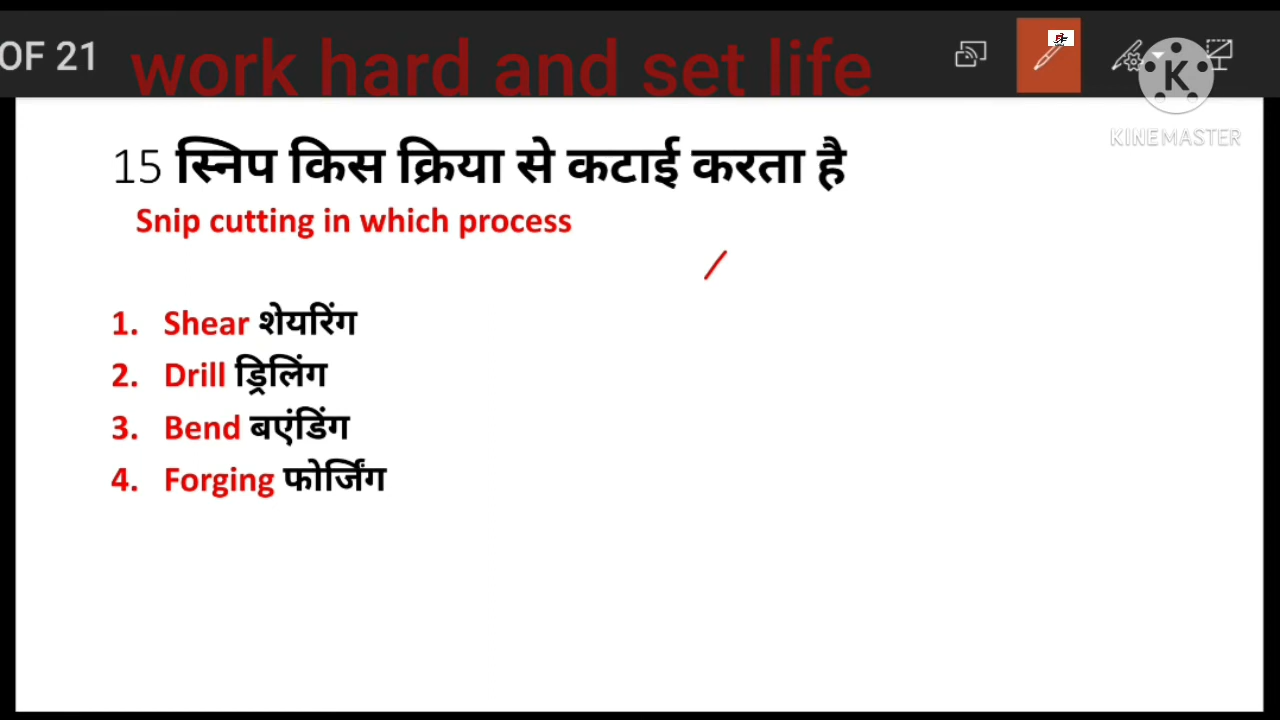 OF 21
work hard and set life
K
KINEMASTER
15 स्निप किस क्रिया से कटाई करता है
Snip cutting in which process
1. Shear शेयरिंग
2. Drill ड्रिलिंग
3. Bend बएंडिंग
4. Forging फोर्जिंग